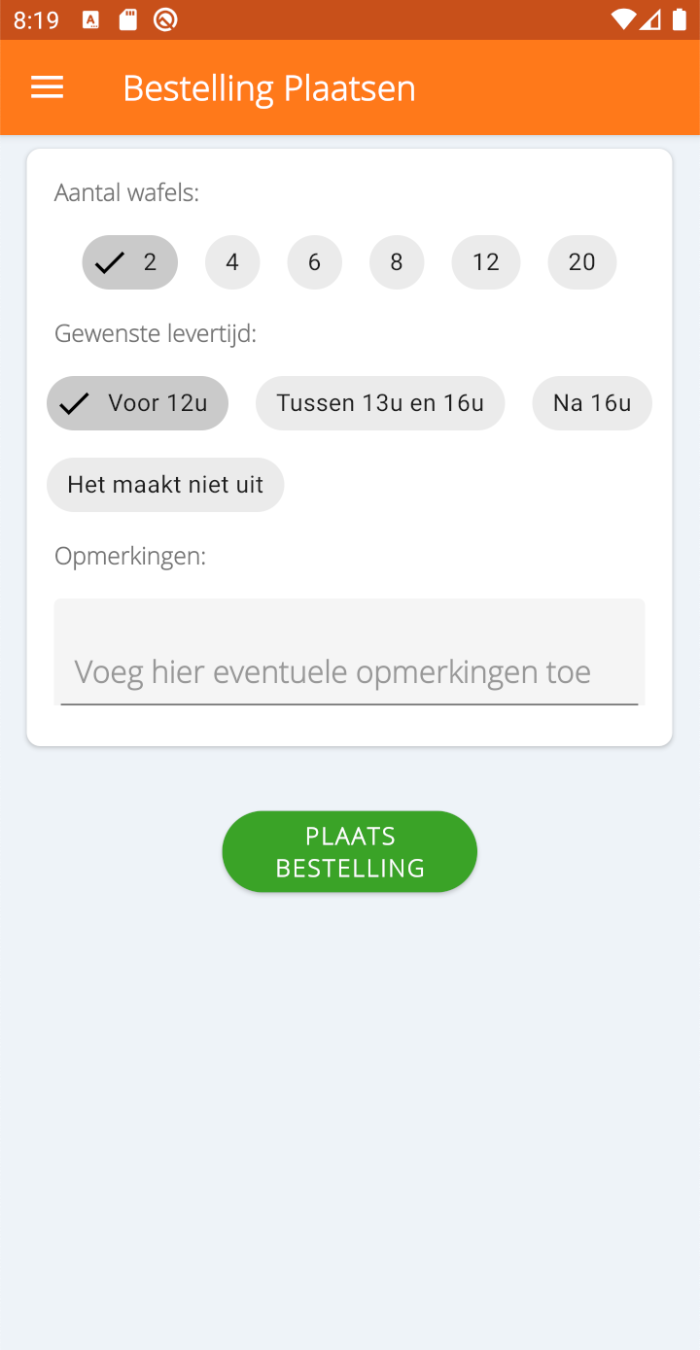 8:19
Bestelling Plaatsen
Aantal wafels:
2 4 6 8 12 20
Gewenste levertijd:
Voor 12u Tussen 13u en 16u Na 16u
Het maakt niet uit
Opmerkingen:
Voeg hier eventuele opmerkingen toe
PLAATS
BESTELLING